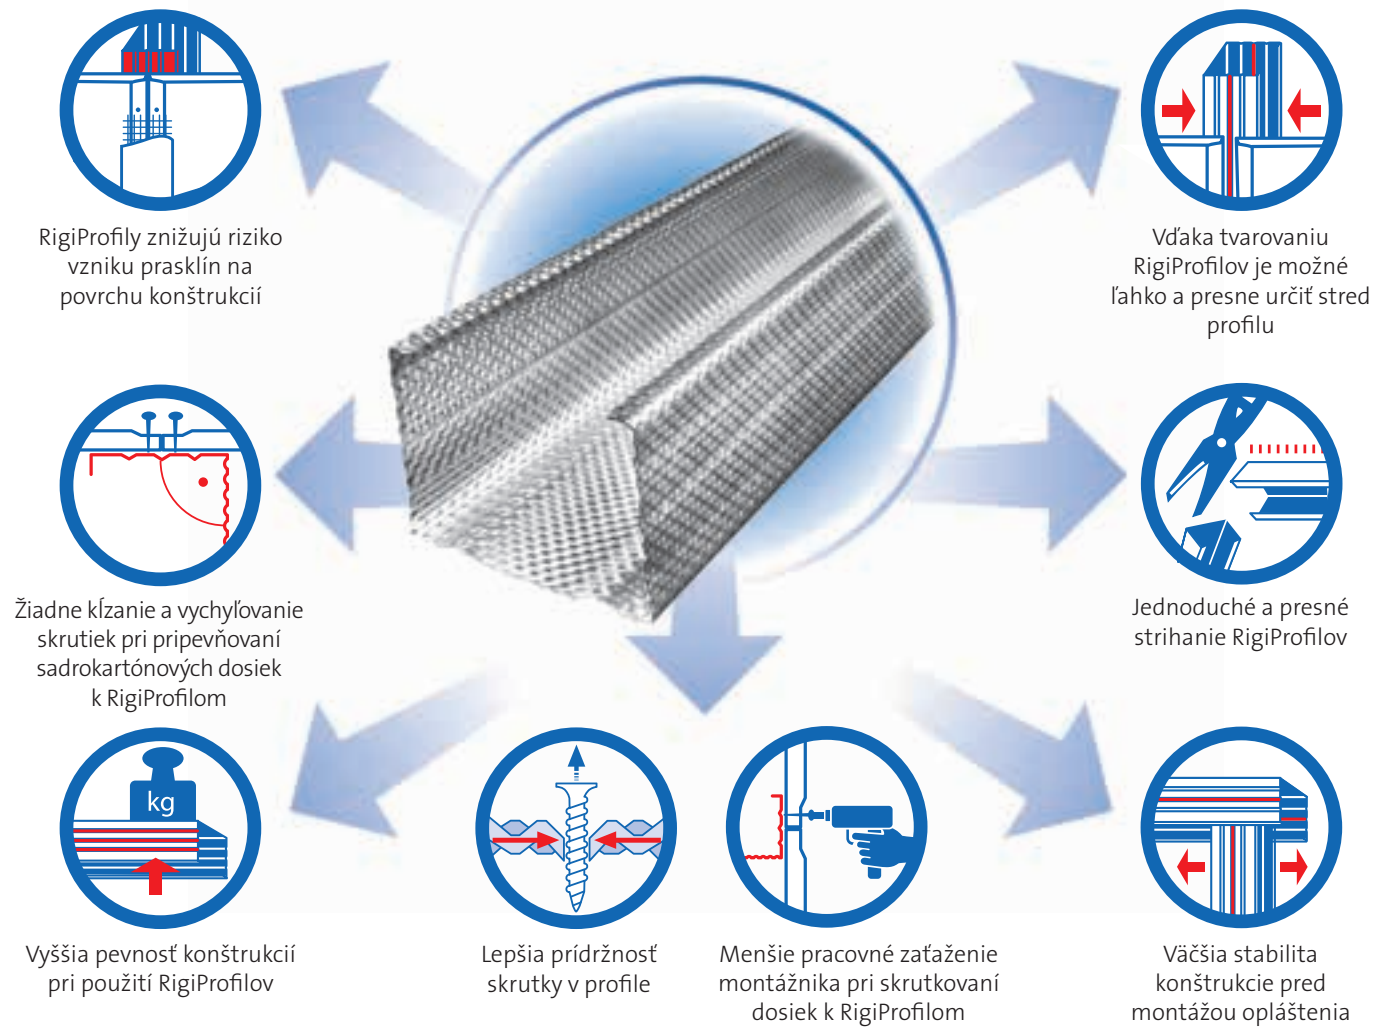 RigiProfily znižujú riziko
vzniku prasklín na
povrchu konštrukcií
Vďaka tvarovaniu
RigiProfilov je možné
ľahko a presne určiť stred
profilu
Žiadne kĺzanie a vychyľovanie
skrutiek pri pripevňovaní
sadrokartónových dosiek
k RigiProfilom
Jednoduché a presné
strihanie RigiProfilov
kg
Vyššia pevnosť konštrukcií
pri použití RigiProfilov
Lepšia prídržnosť
skrutky v profile
Menšie pracovné zaťaženie
montážnika pri skrutkovaní
dosiek k RigiProfilom
Väčšia stabilita
konštrukcie pred
montážou opláštenia